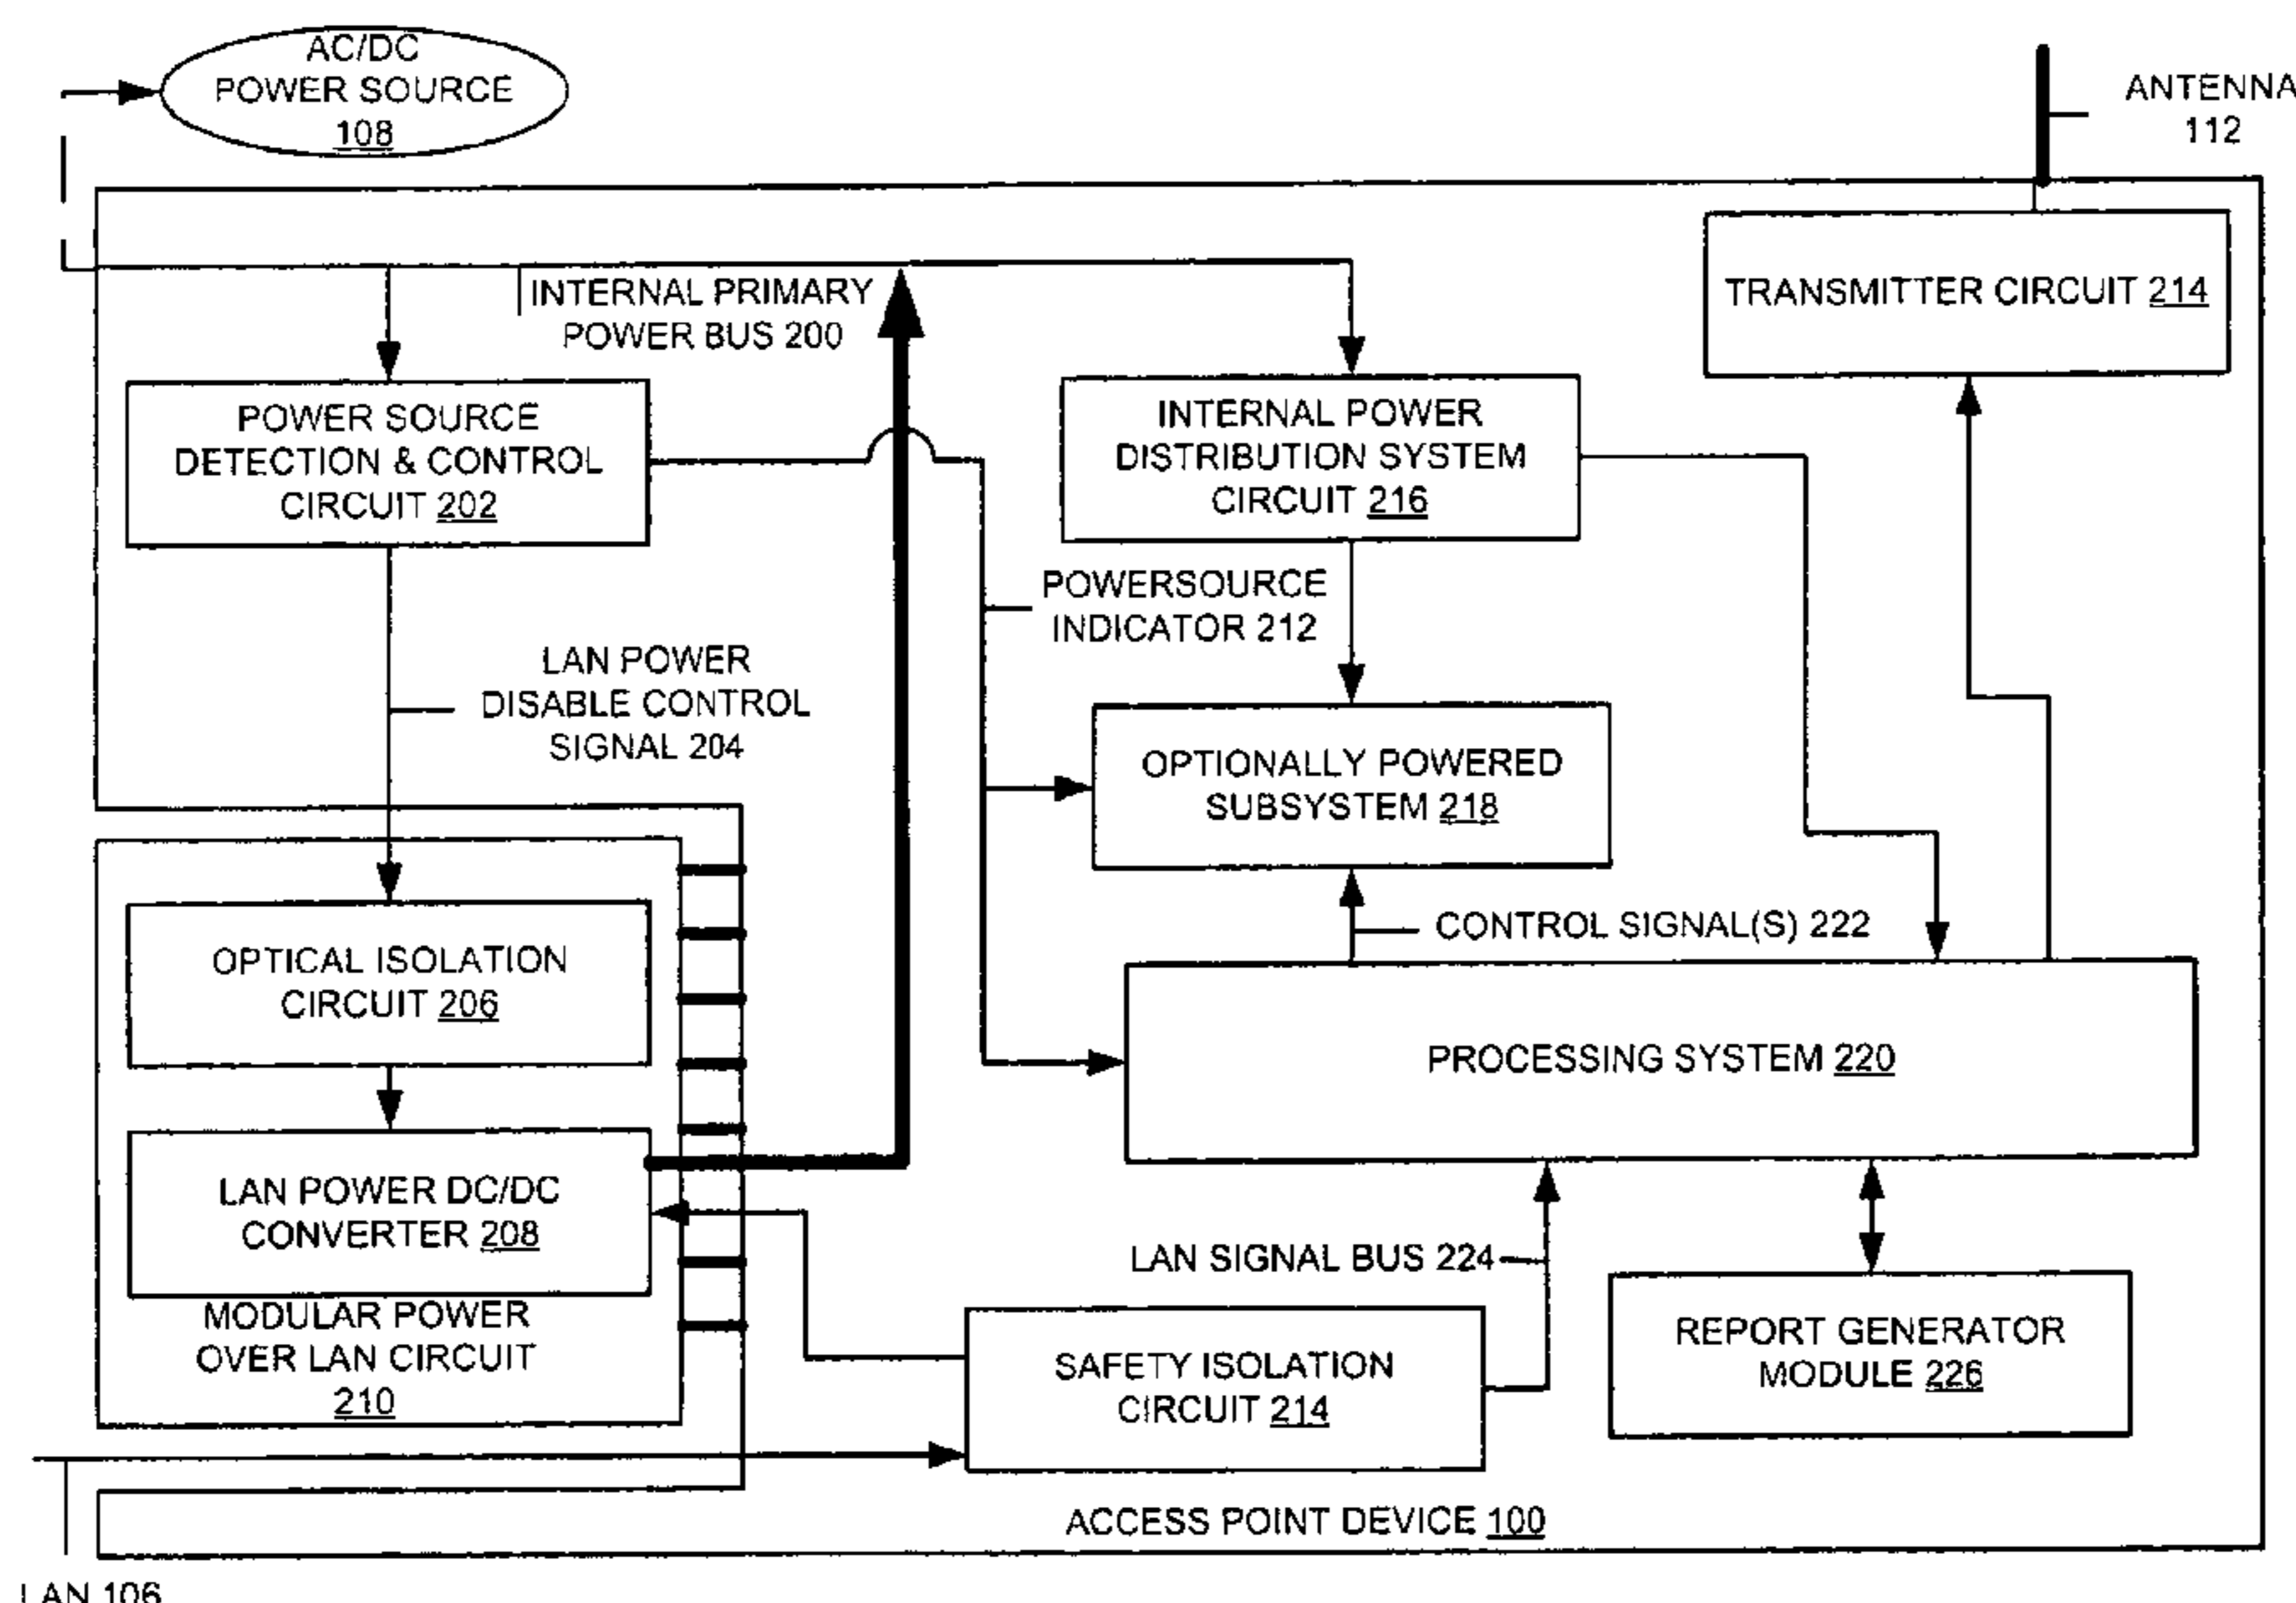 AC/DC
POWER SOURCE
108
ANTENNA
112
TRANSMITTER CIRCUIT 214
INTERNAL PRIMARY
POWER BUS 200
POWER SOURCE
DETECTION & CONTROL
CIRCUIT 202
INTERNAL POWER
DISTRIBUTION SYSTEM
CIRCUIT 216
POWERSOURCE
INDICATOR 212
LAN POWER
DISABLE CONTROL
SIGNAL 204
OPTIONALLY POWERED
SUBSYSTEM 218
CONTROL SIGNAL(S) 222
OPTICAL ISOLATION
CIRCUIT 206
PROCESSING SYSTEM 220
LAN POWER DC/DC
CONVERTER 208
LAN SIGNAL BUS 224
MODULAR POWER
OVER LAN CIRCUIT
210
SAFETY ISOLATION
CIRCUIT 214
REPORT GENERATOR
MODULE 226
ACCESS POINT DEVICE 100
LAN 106